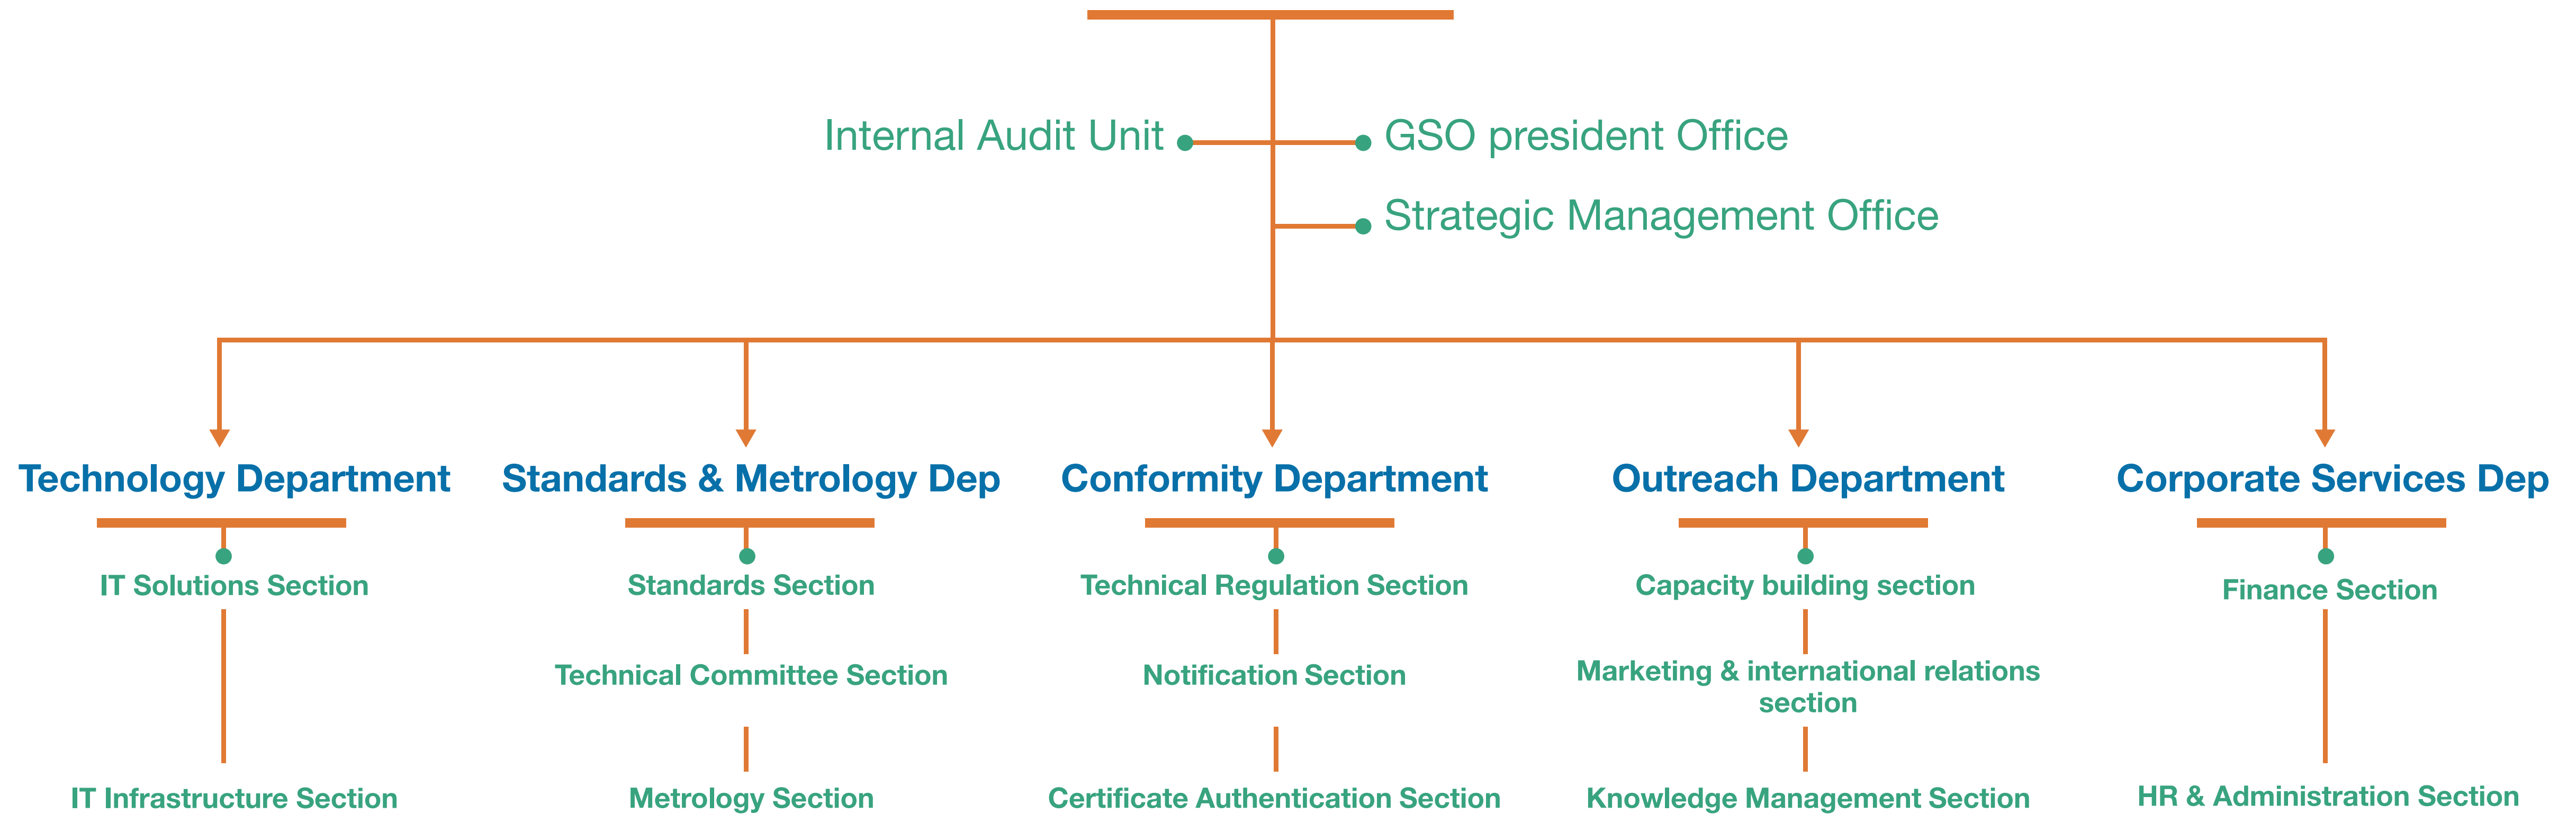 Internal Audit Unit
GSO president Office
Strategic Management Office
Technology Department
Standards & Metrology Dep
Conformity Department
Outreach Department
Corporate Services Dep
IT Solutions Section
Standards Section
Technical Regulation Section
Capacity building section
Finance Section
Technical Committee Section
Notification Section
Marketing & international relations
section
IT Infrastructure Section
Metrology Section
Certificate Authentication Section
Knowledge Management Section
HR & Administration Section